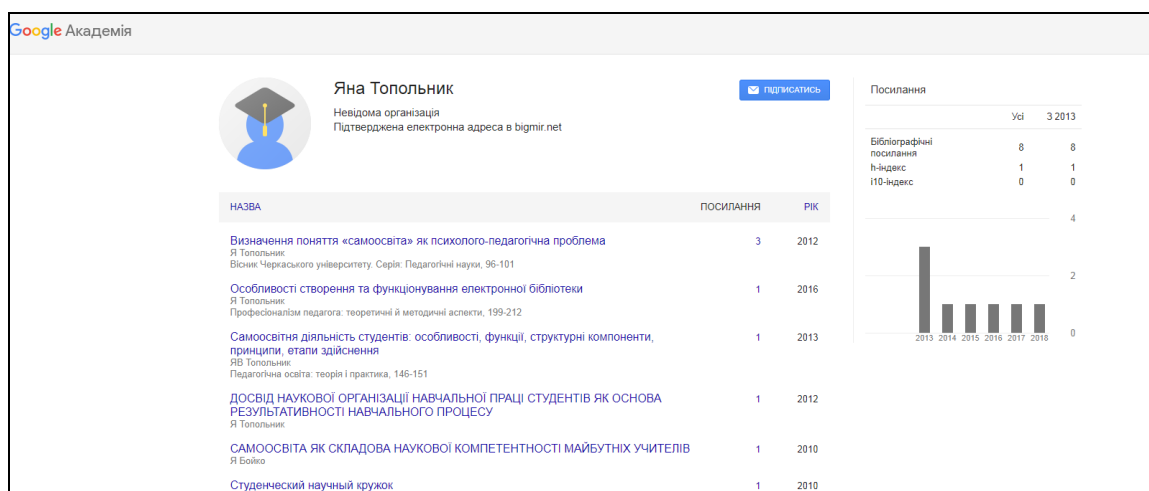 Google Академія
Яна Топольник
Невідома організація
Підтверджена електронна адреса в bigmir.net
ПІДПИСАТИСЬ
НАЗВА ПОСИЛАННЯ РІК
Визначення поняття «самоосвіта» як психолого-педагогічна проблема 3 2012
Я Топольник
Вісник Черкаського університету. Серія: Педагогічні науки, 96-101
Особливості створення та функціонування електронної бібліотеки 1 2016
Я Топольник
Професіоналізм педагога: теоретичні й методичні аспекти, 199-212
Самоосвітня діяльність студентів: особливості, функції, структурні компоненти, 1 2013
принципи, етапи здійснення
ЯВ Топольник
Педагогічна освіта: теорія і практика, 146-151
ДОСВІД НАУКОВОЇ ОРГАНІЗАЦІЇ НАВЧАЛЬНОЇ ПРАЦІ СТУДЕНТІВ ЯК ОСНОВА 1 2012
РЕЗУЛЬТАТИВНОСТІ НАВЧАЛЬНОГО ПРОЦЕСУ
Я Топольник
САМООСВІТА ЯК СКЛАДОВА НАУКОВОЇ КОМПЕТЕНТНОСТІ МАЙБУТНІХ УЧИТЕЛІВ 1 2010
Я Бойко
Студенческий научный кружок 1 2010
Посилання
Усі З 2013
Бібліографічні
посилання 8 8
h-індекс 1 1
i10-індекс 0 0
4
2
0
2013 2014 2015 2016 2017 2018